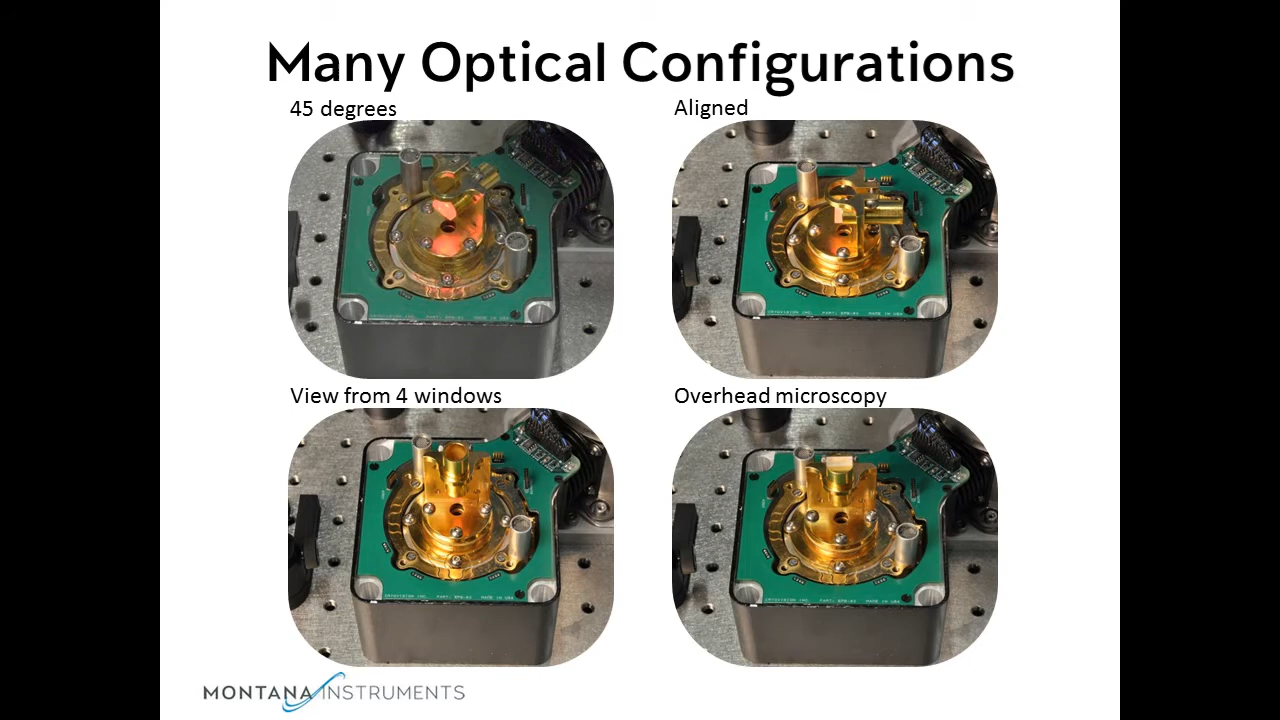 Many Optical Configurations
45 degrees
Aligned
View from 4 windows
Overhead microscopy
MONTANA INSTRUMENTS